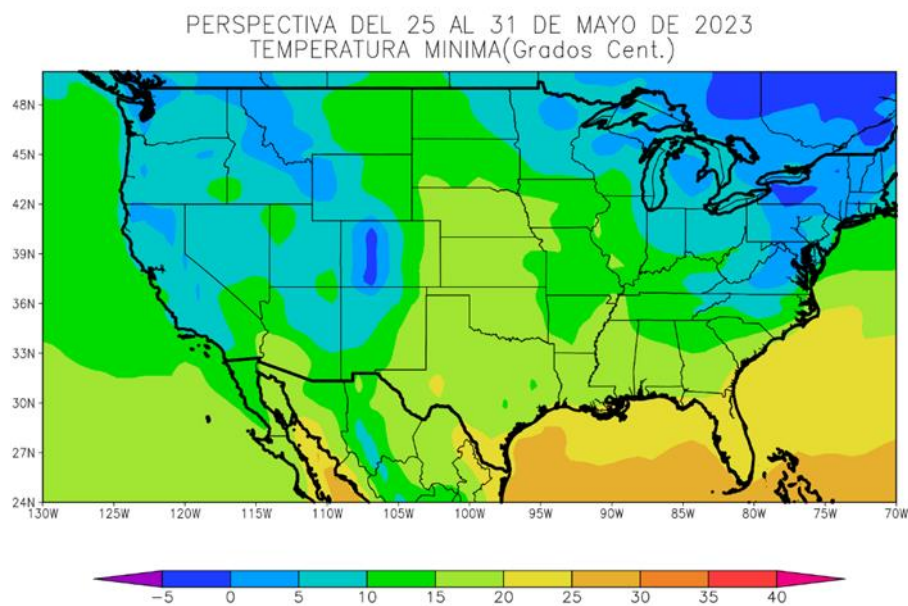 PERSPECTIVA DEL 25 AL 31 DE MAYO DE 2023
TEMPERATURA MINIMA(Grados Cent.)
48N
45N
42N
39N
36N
33N
30N
27N
24N
130W 125W 120W 115W 110W 105W 100W 95W 90W 85W 80W 75W 70W
-5 0 5 10 15 20 25 30 35 40